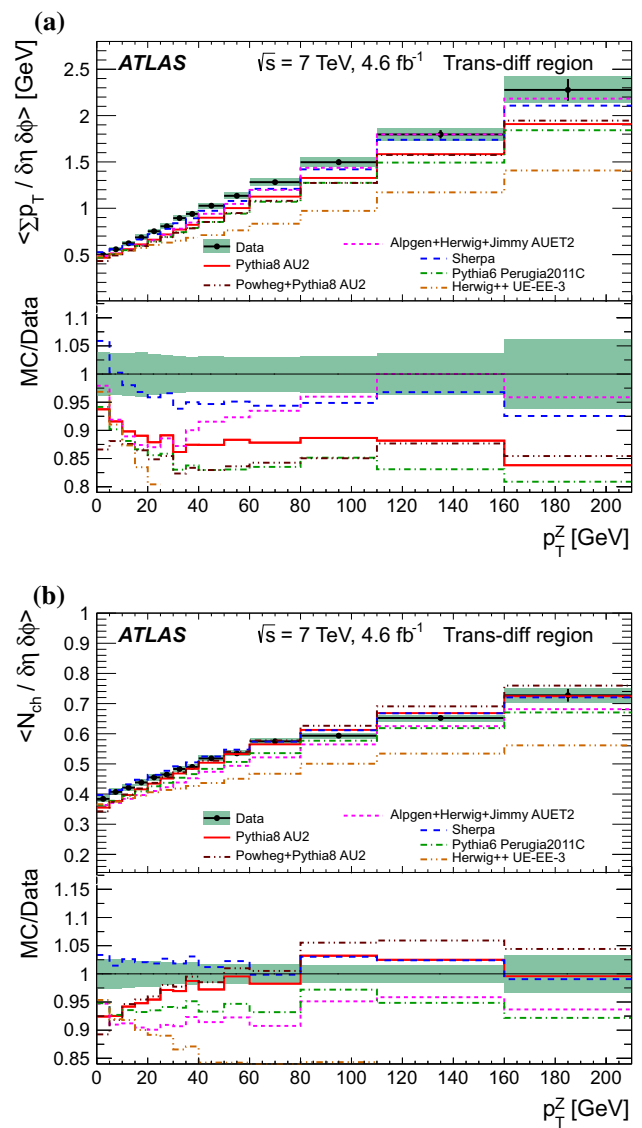 (a)
ATLAS √s = 7 TeV, 4.6 fb⁻¹ Trans-diff region
<∑p_T / δη δϕ> [GeV]
2.5
2
1.5
1
0.5
Data
Pythia8 AU2
Powheg+Pythia8 AU2
Alpgen+Herwig+Jimmy AUET2
Sherpa
Pythia6 Perugia2011C
Herwig++ UE-EE-3
MC/Data
1.1
1.05
1
0.95
0.9
0.85
0.8
0 20 40 60 80 100 120 140 160 180 200
p_T^Z [GeV]
(b)
ATLAS √s = 7 TeV, 4.6 fb⁻¹ Trans-diff region
<N_ch / δη δϕ>
1
0.9
0.8
0.7
0.6
0.5
0.4
0.3
0.2
Data
Pythia8 AU2
Powheg+Pythia8 AU2
Alpgen+Herwig+Jimmy AUET2
Sherpa
Pythia6 Perugia2011C
Herwig++ UE-EE-3
MC/Data
1.15
1.1
1.05
1
0.95
0.9
0.85
0 20 40 60 80 100 120 140 160 180 200
p_T^Z [GeV]